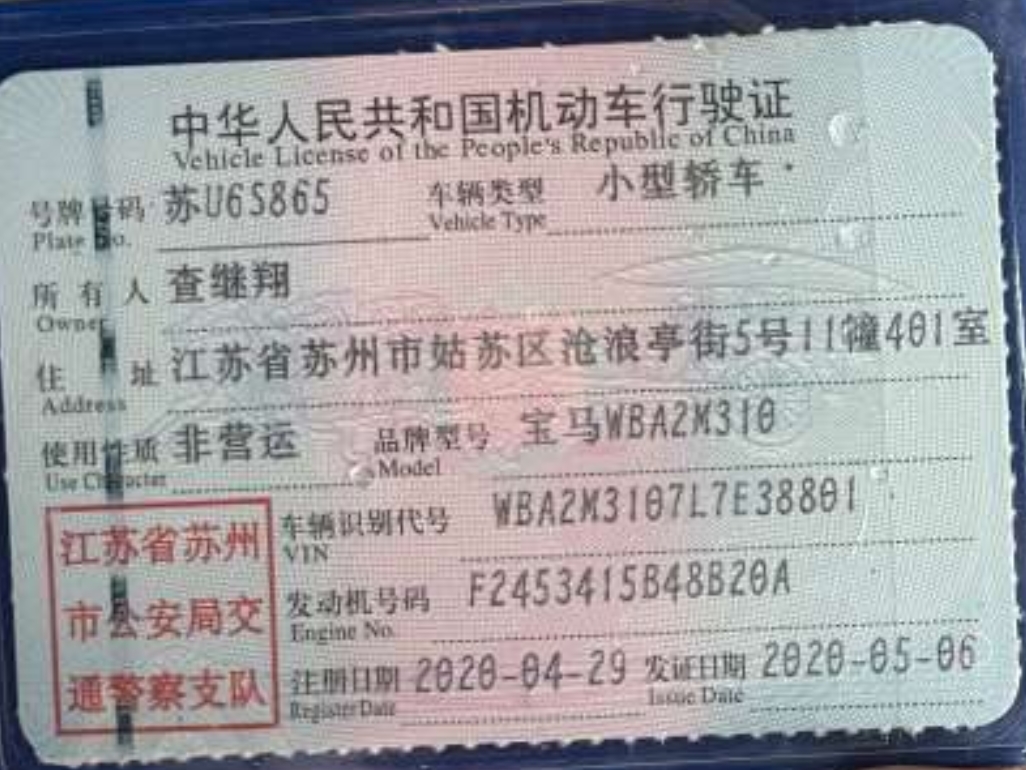 中华人民共和国机动车行驶证
Vehicle License of the People's Republic of China
号牌号码 苏U6S865 车辆类型 小型轿车
Plate No. Vehicle Type
所有人 查继翔
Owner
住址 江苏省苏州市姑苏区沧浪亭街5号11幢401室
Address
使用性质 非营运 品牌型号 宝马WBA2M310
Use Character Model
江苏省苏州
市公安局交
通警察支队
车辆识别代号 WBA2M3107L7E38801
VIN
发动机号码 F2453415B48B20A
Engine No.
注册日期 2020-04-29 发证日期 2020-05-06
Register Date Issue Date